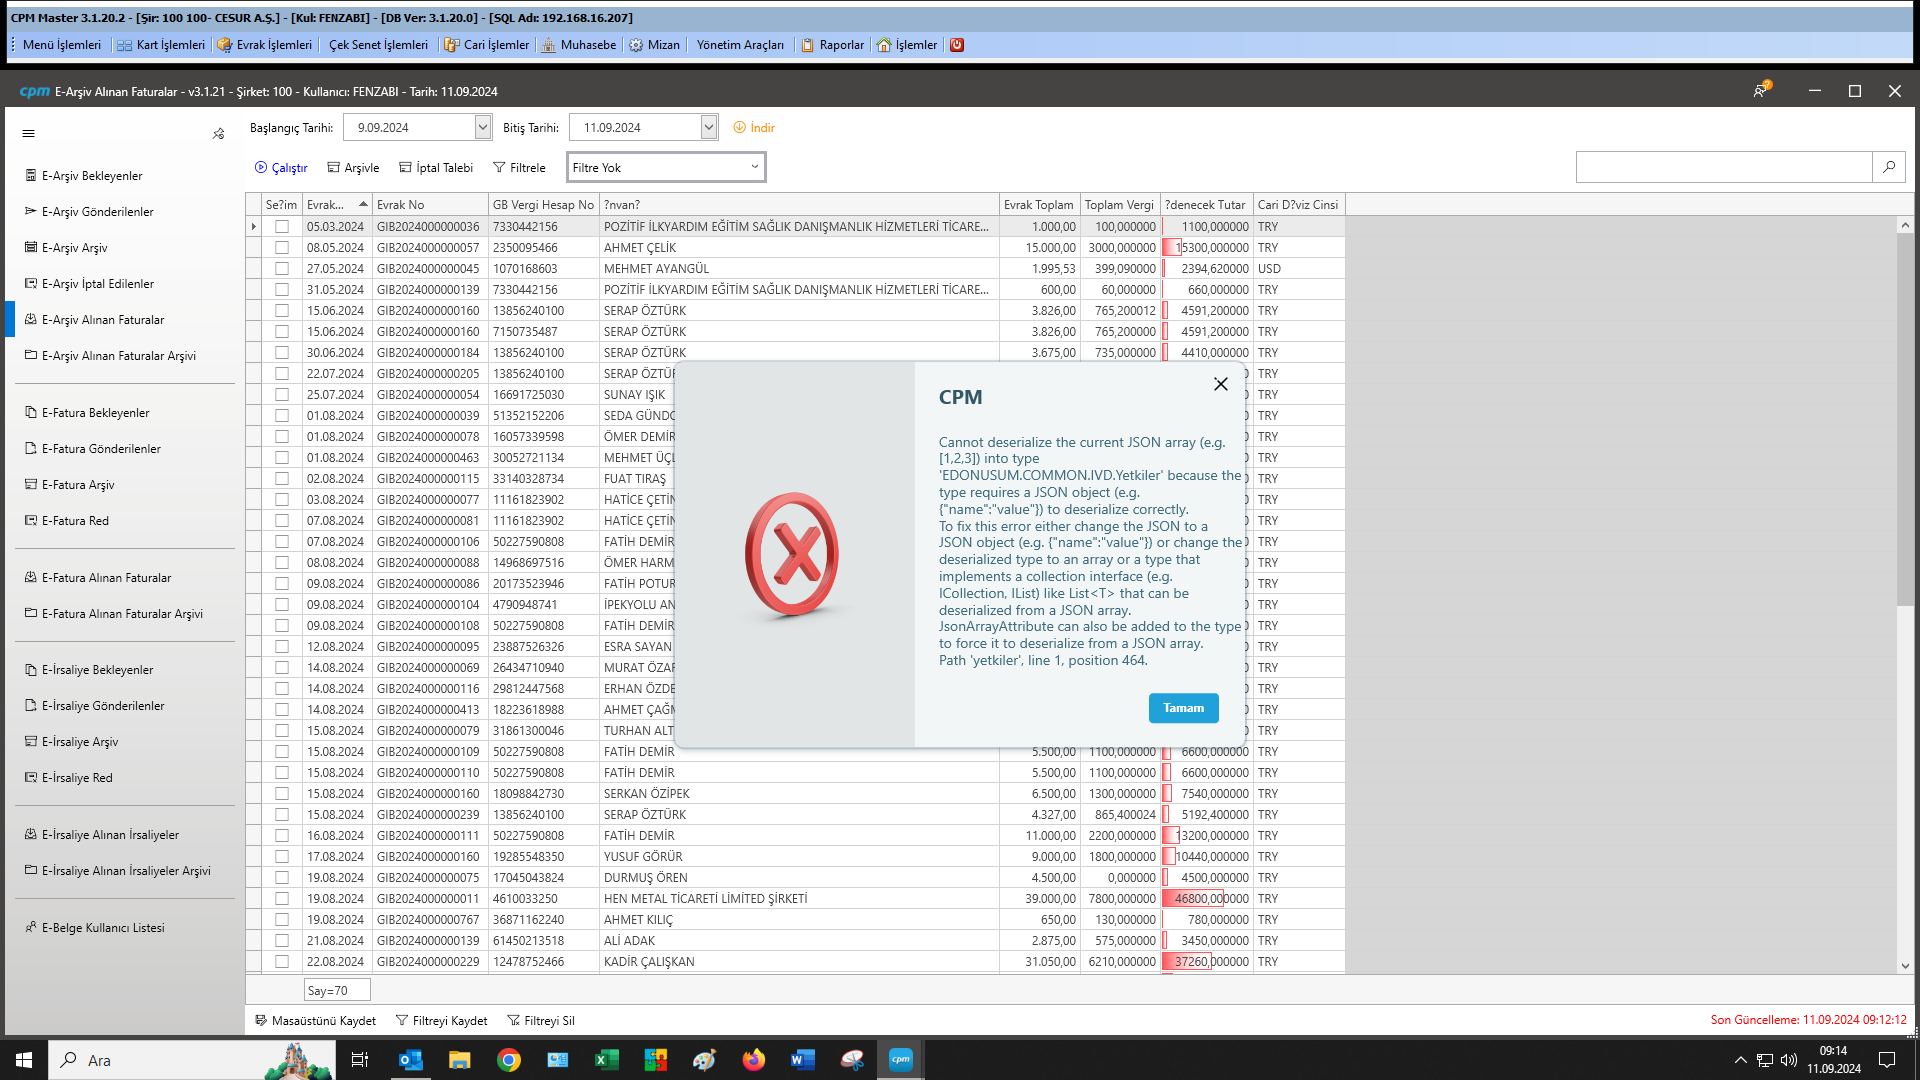 CPM Master 3.1.20.2 - [Şir: 100 100- CESUR A.Ş.] - [Kul: FENZABI] - [DB Ver: 3.1.20.0] - [SQL Adı: 192.168.16.207]
Menü İşlemleri Kart İşlemleri Evrak İşlemleri Çek Senet İşlemleri Cari İşlemler Muhasebe Mizan Yönetim Araçları Raporlar İşlemler
cpm E-Arşiv Alınan Faturalar - v3.1.21 - Şirket: 100 - Kullanıcı: FENZABI - Tarih: 11.09.2024
Başlangıç Tarihi: 9.09.2024 Bitiş Tarihi: 11.09.2024 İndir
Çalıştır Arşivle İptal Talebi Filtrele Filtre Yok
E-Arşiv Bekleyenler
E-Arşiv Gönderilenler
E-Arşiv Arşiv
E-Arşiv İptal Edilenler
E-Arşiv Alınan Faturalar
E-Arşiv Alınan Faturalar Arşivi
E-Fatura Bekleyenler
E-Fatura Gönderilenler
E-Fatura Arşiv
E-Fatura Red
E-Fatura Alınan Faturalar
E-Fatura Alınan Faturalar Arşivi
E-İrsaliye Bekleyenler
E-İrsaliye Gönderilenler
E-İrsaliye Arşiv
E-İrsaliye Red
E-İrsaliye Alınan İrsaliyeler
E-İrsaliye Alınan İrsaliyeler Arşivi
E-Belge Kullanıcı Listesi
Se?im Evrak... Evrak No GB Vergi Hesap No ?nvan? Evrak Toplam Toplam Vergi ?denecek Tutar Cari D?viz Cinsi
05.03.2024 GIB2024000000036 7330442156 POZİTİF İLKYARDIM EĞİTİM SAĞLIK DANIŞMANLIK HİZMETLERİ TİCARE... 1.000,00 100,000000 1100,000000 TRY
08.05.2024 GIB2024000000057 2350095466 AHMET ÇELİK 15.000,00 3000,000000 15300,000000 TRY
27.05.2024 GIB2024000000045 1070168603 MEHMET AYANGÜL 1.995,53 399,090000 2394,620000 USD
31.05.2024 GIB2024000000139 7330442156 POZİTİF İLKYARDIM EĞİTİM SAĞLIK DANIŞMANLIK HİZMETLERİ TİCARE... 600,00 60,000000 660,000000 TRY
15.06.2024 GIB2024000000160 13856240100 SERAP ÖZTÜRK 3.826,00 765,200012 4591,200000 TRY
15.06.2024 GIB2024000000160 7150735487 SERAP ÖZTÜRK 3.826,00 765,200000 4591,200000 TRY
30.06.2024 GIB2024000000184 13856240100 SERAP ÖZTÜRK 3.675,00 735,000000 4410,000000 TRY
22.07.2024 GIB2024000000205 13856240100 SERAP ÖZTÜR 0 TRY
25.07.2024 GIB2024000000054 16691725030 SUNAY IŞIK 0 TRY
01.08.2024 GIB2024000000039 51352152206 SEDA GÜNDO 0 TRY
01.08.2024 GIB2024000000078 16057339598 ÖMER DEMİR 0 TRY
01.08.2024 GIB2024000000463 30052721134 MEHMET ÜÇL 0 TRY
02.08.2024 GIB2024000000115 33140328734 FUAT TIRAŞ 0 TRY
03.08.2024 GIB2024000000077 11161823902 HATİCE ÇETİN 0 TRY
07.08.2024 GIB2024000000081 11161823902 HATİCE ÇETİN 0 TRY
07.08.2024 GIB2024000000106 50227590808 FATİH DEMİR 0 TRY
08.08.2024 GIB2024000000088 14968697516 ÖMER HARM 0 TRY
09.08.2024 GIB2024000000086 20173523946 FATİH POTUR 0 TRY
09.08.2024 GIB2024000000104 4790948741 İPEKYOLU AN 0 TRY
09.08.2024 GIB2024000000108 50227590808 FATİH DEMİR 0 TRY
12.08.2024 GIB2024000000095 23887526326 ESRA SAYAN 0 TRY
14.08.2024 GIB2024000000069 26434710940 MURAT ÖZAR 0 TRY
14.08.2024 GIB2024000000116 29812447568 ERHAN ÖZDE 0 TRY
14.08.2024 GIB2024000000413 18223618988 AHMET ÇAĞM 0 TRY
15.08.2024 GIB2024000000079 31861300046 TURHAN ALT 0 TRY
15.08.2024 GIB2024000000109 50227590808 FATİH DEMİR 5.500,00 1100,000000 6600,000000 TRY
15.08.2024 GIB2024000000110 50227590808 FATİH DEMİR 5.500,00 1100,000000 6600,000000 TRY
15.08.2024 GIB2024000000160 18098842730 SERKAN ÖZİPEK 6.500,00 1300,000000 7540,000000 TRY
15.08.2024 GIB2024000000239 13856240100 SERAP ÖZTÜRK 4.327,00 865,400024 5192,400000 TRY
16.08.2024 GIB2024000000111 50227590808 FATİH DEMİR 11.000,00 2200,000000 13200,000000 TRY
17.08.2024 GIB2024000000160 19285548350 YUSUF GÖRÜR 9.000,00 1800,000000 10440,000000 TRY
19.08.2024 GIB2024000000075 17045043824 DURMUŞ ÖREN 4.500,00 0,000000 4500,000000 TRY
19.08.2024 GIB2024000000011 4610033250 HEN METAL TİCARETİ LİMİTED ŞİRKETİ 39.000,00 7800,000000 46800,000000 TRY
19.08.2024 GIB2024000000767 36871162240 AHMET KILIÇ 650,00 130,000000 780,000000 TRY
21.08.2024 GIB2024000000139 61450213518 ALİ ADAK 2.875,00 575,000000 3450,000000 TRY
22.08.2024 GIB2024000000229 12478752466 KADİR ÇALIŞKAN 31.050,00 6210,000000 37260,000000 TRY
Say=70
CPM
Cannot deserialize the current JSON array (e.g.
[1,2,3]) into type
'EDONUSUM.COMMON.IVD.Yetkiler' because the
type requires a JSON object (e.g.
{"name":"value"}) to deserialize correctly.
To fix this error either change the JSON to a
JSON object (e.g. {"name":"value"}) or change the
deserialized type to an array or a type that
implements a collection interface (e.g.
ICollection, IList) like List<T> that can be
deserialized from a JSON array.
JsonArrayAttribute can also be added to the type
to force it to deserialize from a JSON array.
Path 'yetkiler', line 1, position 464.
Tamam
Masaüstünü Kaydet Filtreyi Kaydet Filtreyi Sil
Son Güncelleme: 11.09.2024 09:12:12
Ara
cpm
09:14
11.09.2024